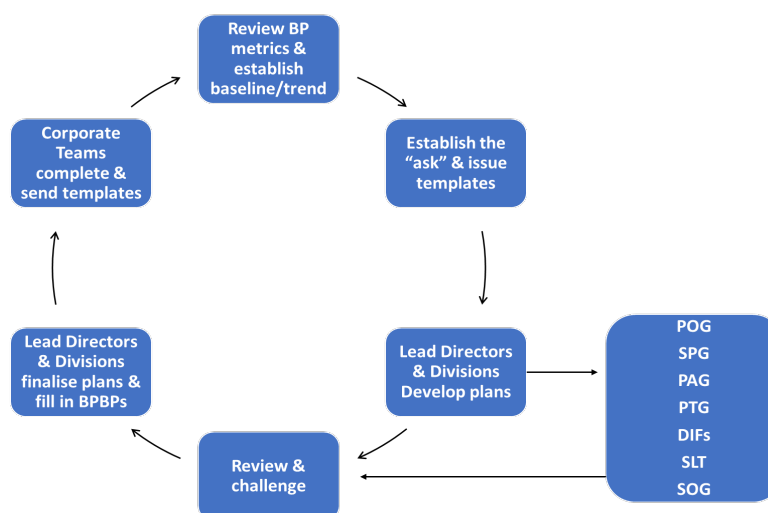 Review BP
metrics &
establish
baseline/trend
Establish the
“ask” & issue
templates
Lead Directors
& Divisions
Develop plans
POG
SPG
PAG
PTG
DIFs
SLT
SOG
Review &
challenge
Lead Directors
& Divisions
finalise plans &
fill in BPBPs
Corporate
Teams
complete &
send templates